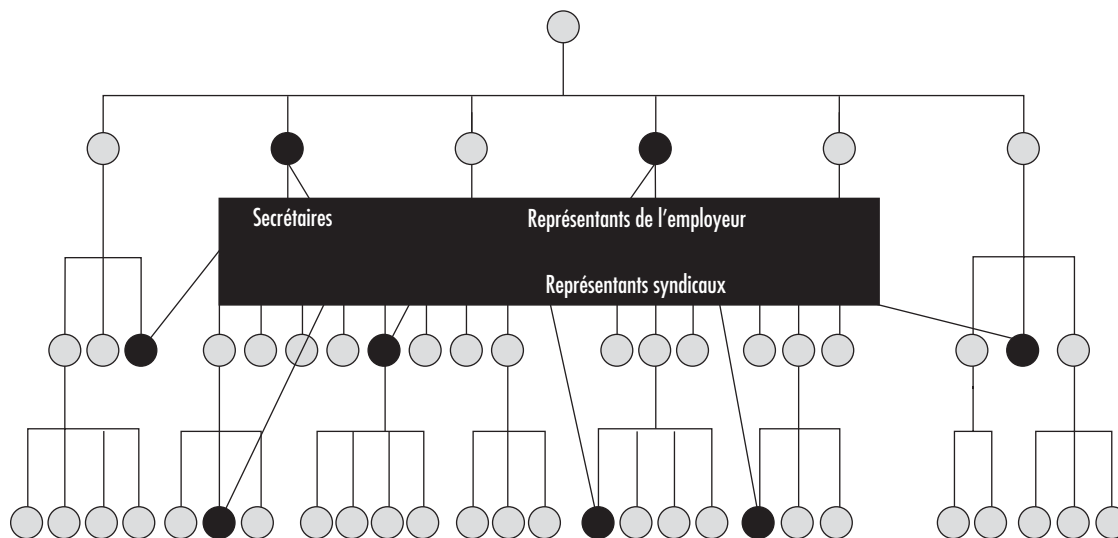 Secrétaires
Représentants de l’employeur
Représentants syndicaux